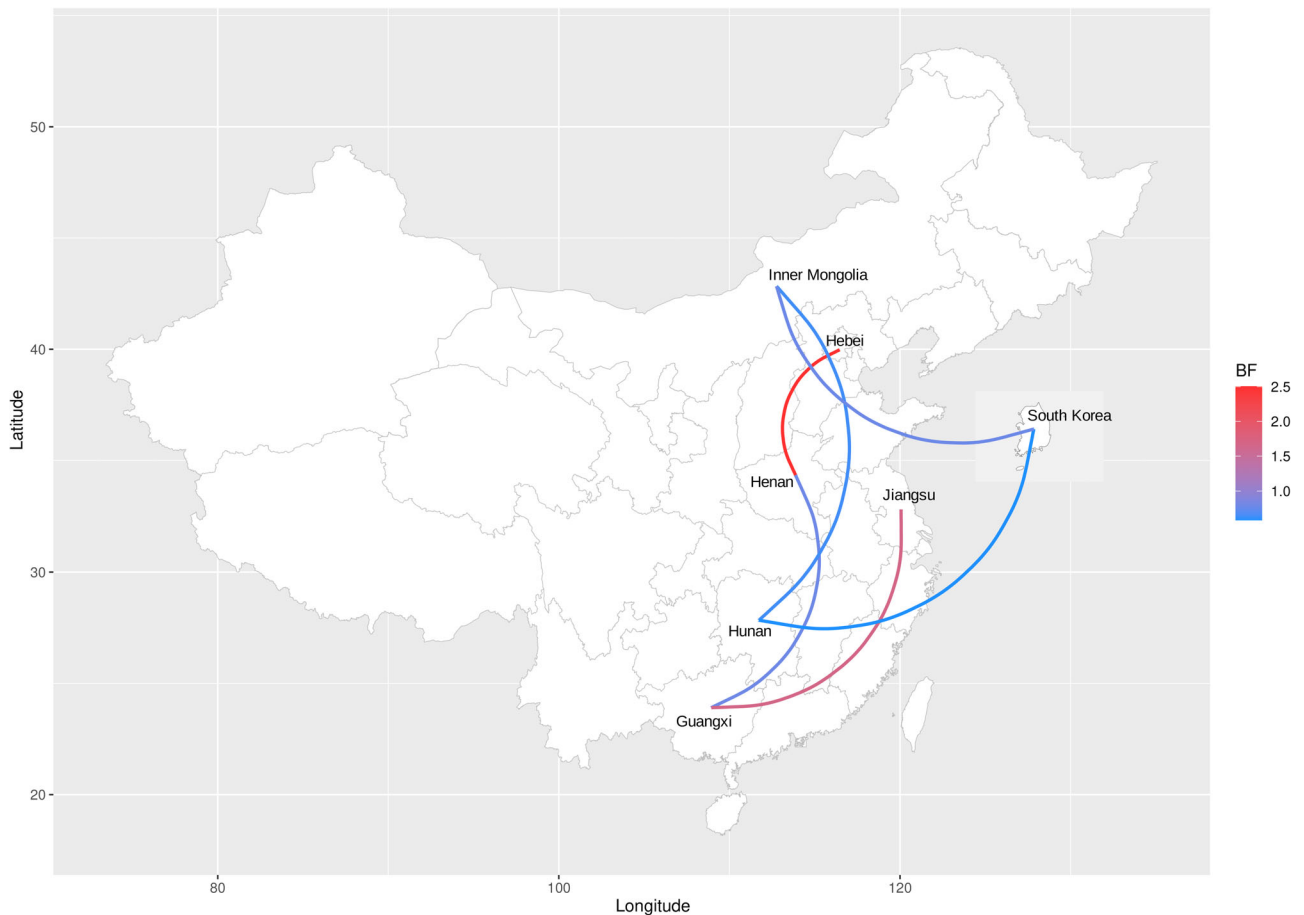 50
40
30
20
80
100
120
Latitude
Longitude
Inner Mongolia
Hebei
South Korea
Henan
Jiangsu
Hunan
Guangxi
BF
2.5
2.0
1.5
1.0